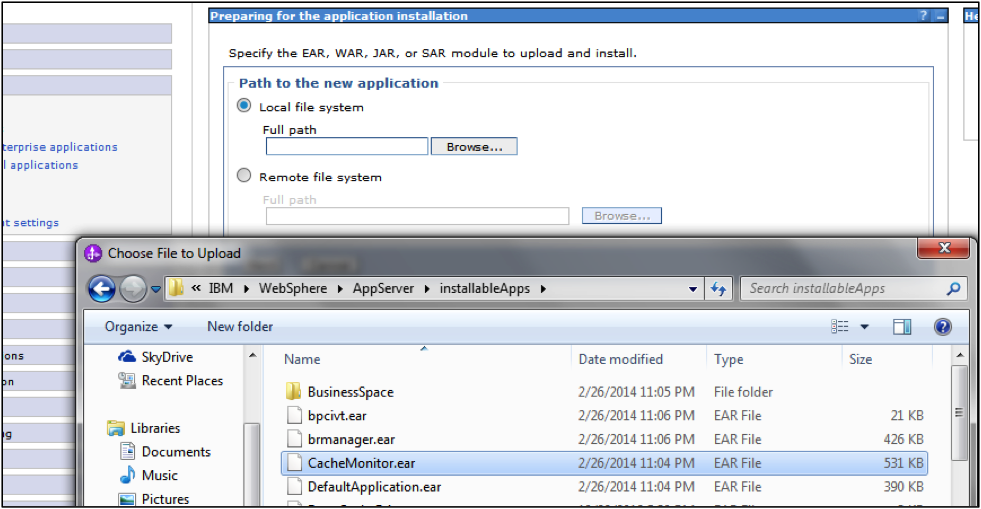 Preparing for the application installation
? –
He
Specify the EAR, WAR, JAR, or SAR module to upload and install.
Path to the new application
Local file system
Full path
Browse...
Remote file system
Full path
Browse...
terprise applications
l applications
nt settings
ons
on
ng
Choose File to Upload
x
« IBM WebSphere AppServer installableApps
Search installableApps
Organize New folder
?
SkyDrive
Recent Places
Libraries
Documents
Music
Pictures
Name Date modified Type Size
BusinessSpace 2/26/2014 11:05 PM File folder
bpcivt.ear 2/26/2014 11:06 PM EAR File 21 KB
brmanager.ear 2/26/2014 11:06 PM EAR File 426 KB
CacheMonitor.ear 2/26/2014 11:04 PM EAR File 531 KB
DefaultApplication.ear 2/26/2014 11:04 PM EAR File 390 KB